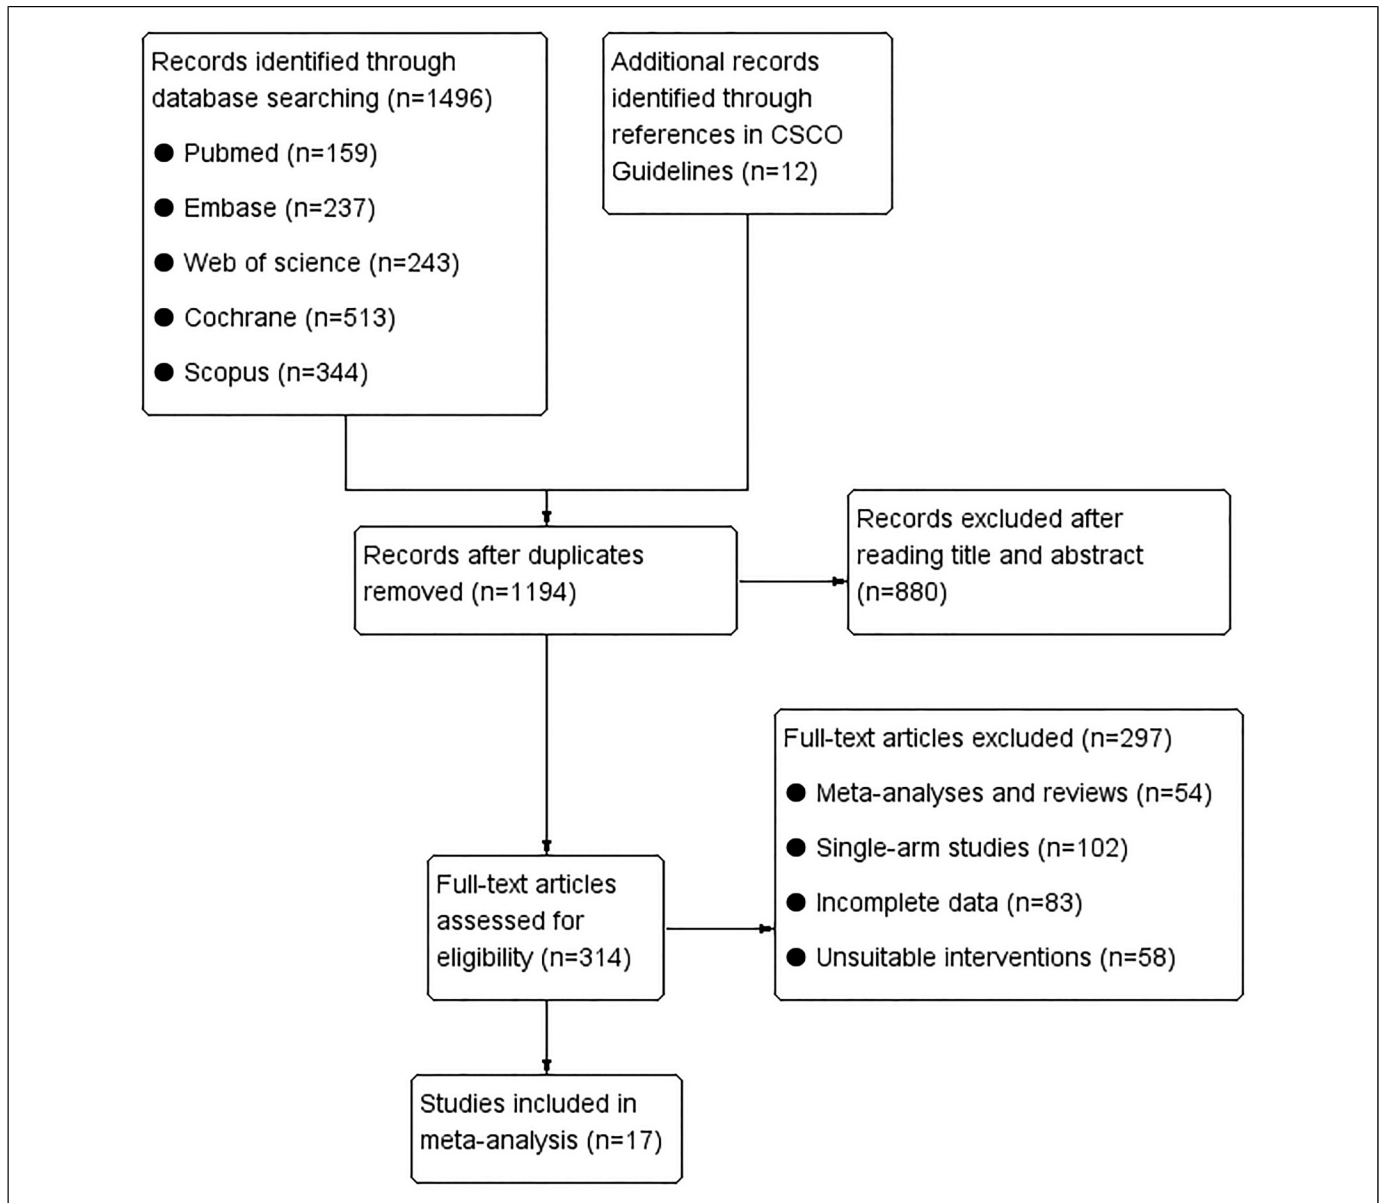 Records identified through
database searching (n=1496)
● Pubmed (n=159)
● Embase (n=237)
● Web of science (n=243)
● Cochrane (n=513)
● Scopus (n=344)
Additional records
identified through
references in CSCO
Guidelines (n=12)
Records after duplicates
removed (n=1194)
Records excluded after
reading title and abstract
(n=880)
Full-text articles
assessed for
eligibility (n=314)
Full-text articles excluded (n=297)
● Meta-analyses and reviews (n=54)
● Single-arm studies (n=102)
● Incomplete data (n=83)
● Unsuitable interventions (n=58)
Studies included in
meta-analysis (n=17)